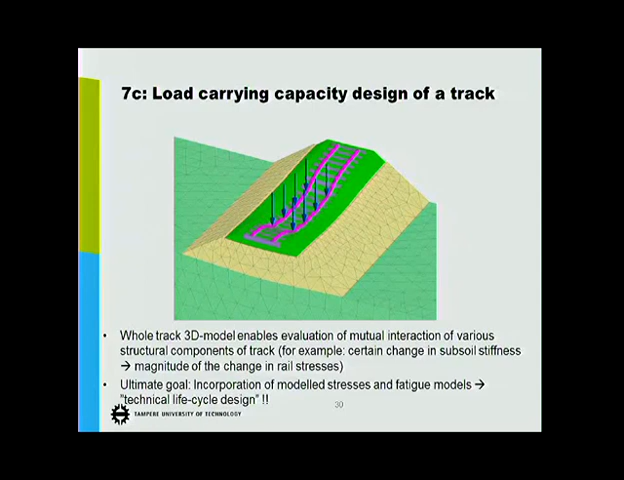 7c: Load carrying capacity design of a track
• Whole track 3D-model enables evaluation of mutual interaction of various
structural components of track (for example: certain change in subsoil stiffness
→ magnitude of the change in rail stresses)
• Ultimate goal: Incorporation of modelled stresses and fatigue models →
"technical life-cycle design" !!
TAMPERE UNIVERSITY OF TECHNOLOGY
30